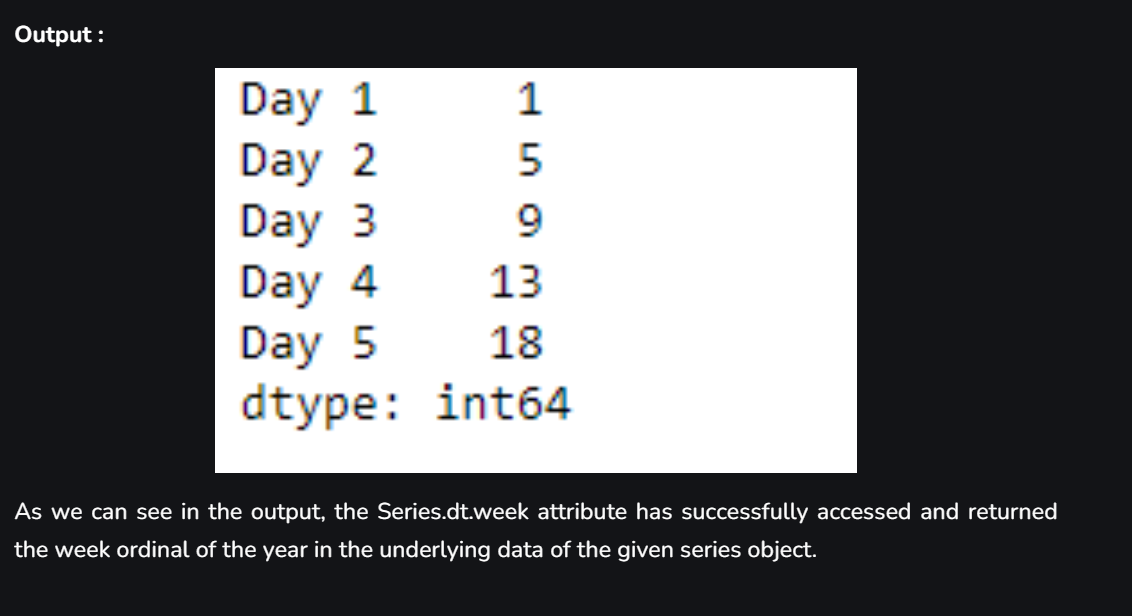 Output :
Day 1     1
Day 2     5
Day 3     9
Day 4    13
Day 5    18
dtype: int64
As we can see in the output, the Series.dt.week attribute has successfully accessed and returned
the week ordinal of the year in the underlying data of the given series object.